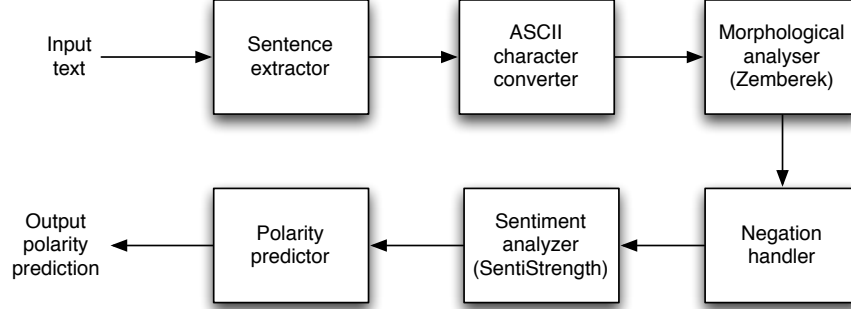 Input
text
Sentence
extractor
ASCII
character
converter
Morphological
analyser
(Zemberek)
Negation
handler
Sentiment
analyzer
(SentiStrength)
Polarity
predictor
Output
polarity
prediction